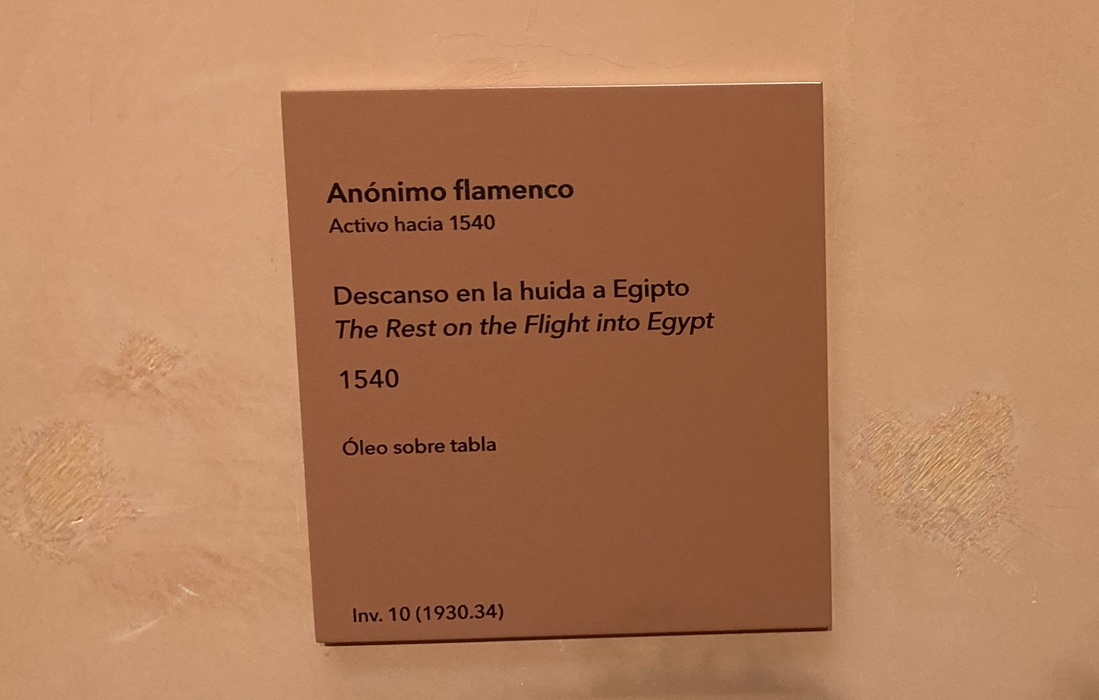 Anónimo flamenco
Activo hacia 1540
Descanso en la huida a Egipto
The Rest on the Flight into Egypt
1540
Óleo sobre tabla
Inv. 10 (1930.34)